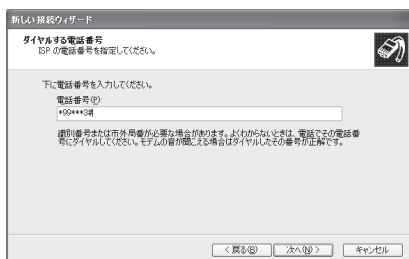 新しい接続ウィザード
ダイヤルする電話番号
ISP の電話番号を指定してください。
下に電話番号を入力してください。
電話番号(P):
*99***3#
識別番号または市外局番が必要な場合があります。よくわからないときは、電話でその電話番
号にダイヤルしてください。モデムの音が聞こえる場合はダイヤルしたその番号が正解です。
< 戻る(B) 次へ(N) > キャンセル